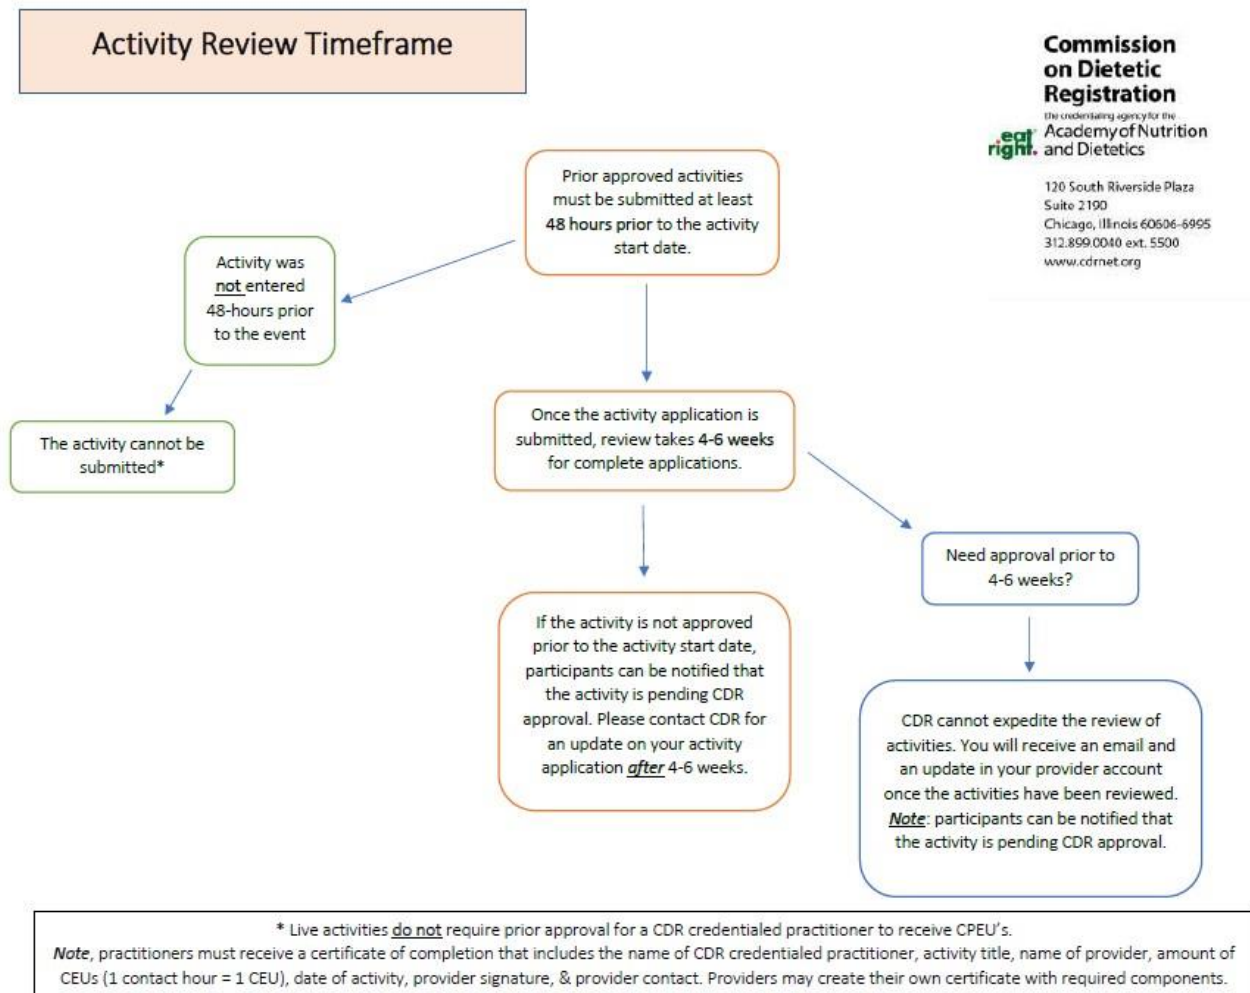 Activity Review Timeframe
Commission
on Dietetic
Registration
the credentialing agency for the
eat right. Academy of Nutrition
and Dietetics
120 South Riverside Plaza
Suite 2190
Chicago, Illinois 60606-6995
312.899.0040 ext. 5500
www.cdrnet.org
Prior approved activities
must be submitted at least
48 hours prior to the activity
start date.
Activity was
not entered
48-hours prior
to the event
The activity cannot be
submitted*
Once the activity application is
submitted, review takes 4-6 weeks
for complete applications.
Need approval prior to
4-6 weeks?
If the activity is not approved
prior to the activity start date,
participants can be notified that
the activity is pending CDR
approval. Please contact CDR for
an update on your activity
application after 4-6 weeks.
CDR cannot expedite the review of
activities. You will receive an email and
an update in your provider account
once the activities have been reviewed.
Note: participants can be notified that
the activity is pending CDR approval.
* Live activities do not require prior approval for a CDR credentialed practitioner to receive CPEU's.
Note, practitioners must receive a certificate of completion that includes the name of CDR credentialed practitioner, activity title, name of provider, amount of
CEUs (1 contact hour = 1 CEU), date of activity, provider signature, & provider contact. Providers may create their own certificate with required components.